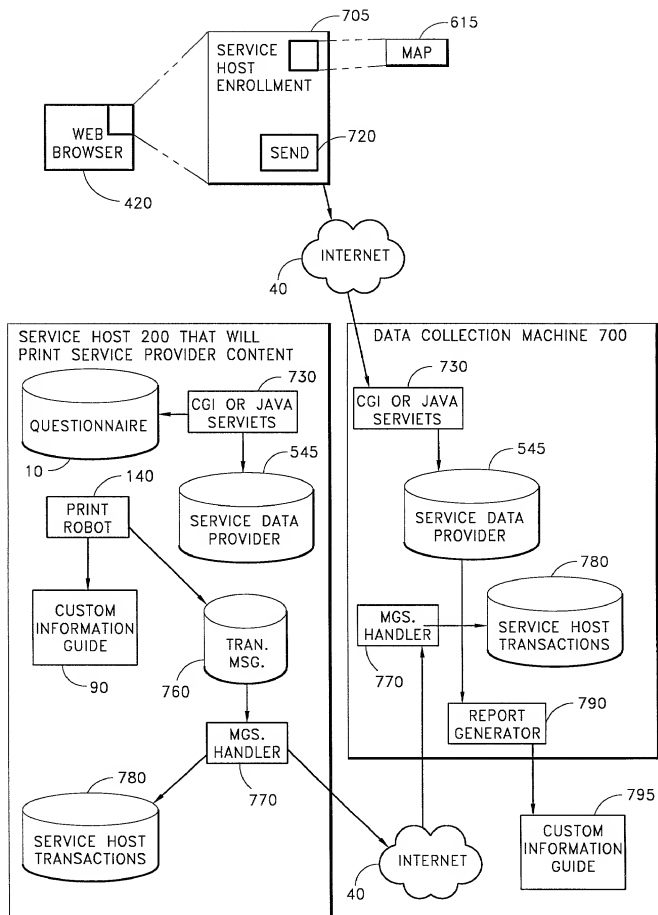 705
615
SERVICE
HOST
ENROLLMENT
MAP
WEB
BROWSER
720
SEND
420
INTERNET
40
SERVICE HOST 200 THAT WILL
PRINT SERVICE PROVIDER CONTENT
DATA COLLECTION MACHINE 700
730
CGI OR JAVA
SERVIETS
QUESTIONNAIRE
10
545
SERVICE DATA
PROVIDER
140
PRINT
ROBOT
CUSTOM
INFORMATION
GUIDE
90
TRAN.
MSG.
760
MGS.
HANDLER
770
780
SERVICE HOST
TRANSACTIONS
730
CGI OR JAVA
SERVIETS
545
SERVICE DATA
PROVIDER
780
MGS.
HANDLER
770
SERVICE HOST
TRANSACTIONS
790
REPORT
GENERATOR
795
CUSTOM
INFORMATION
GUIDE
INTERNET
40